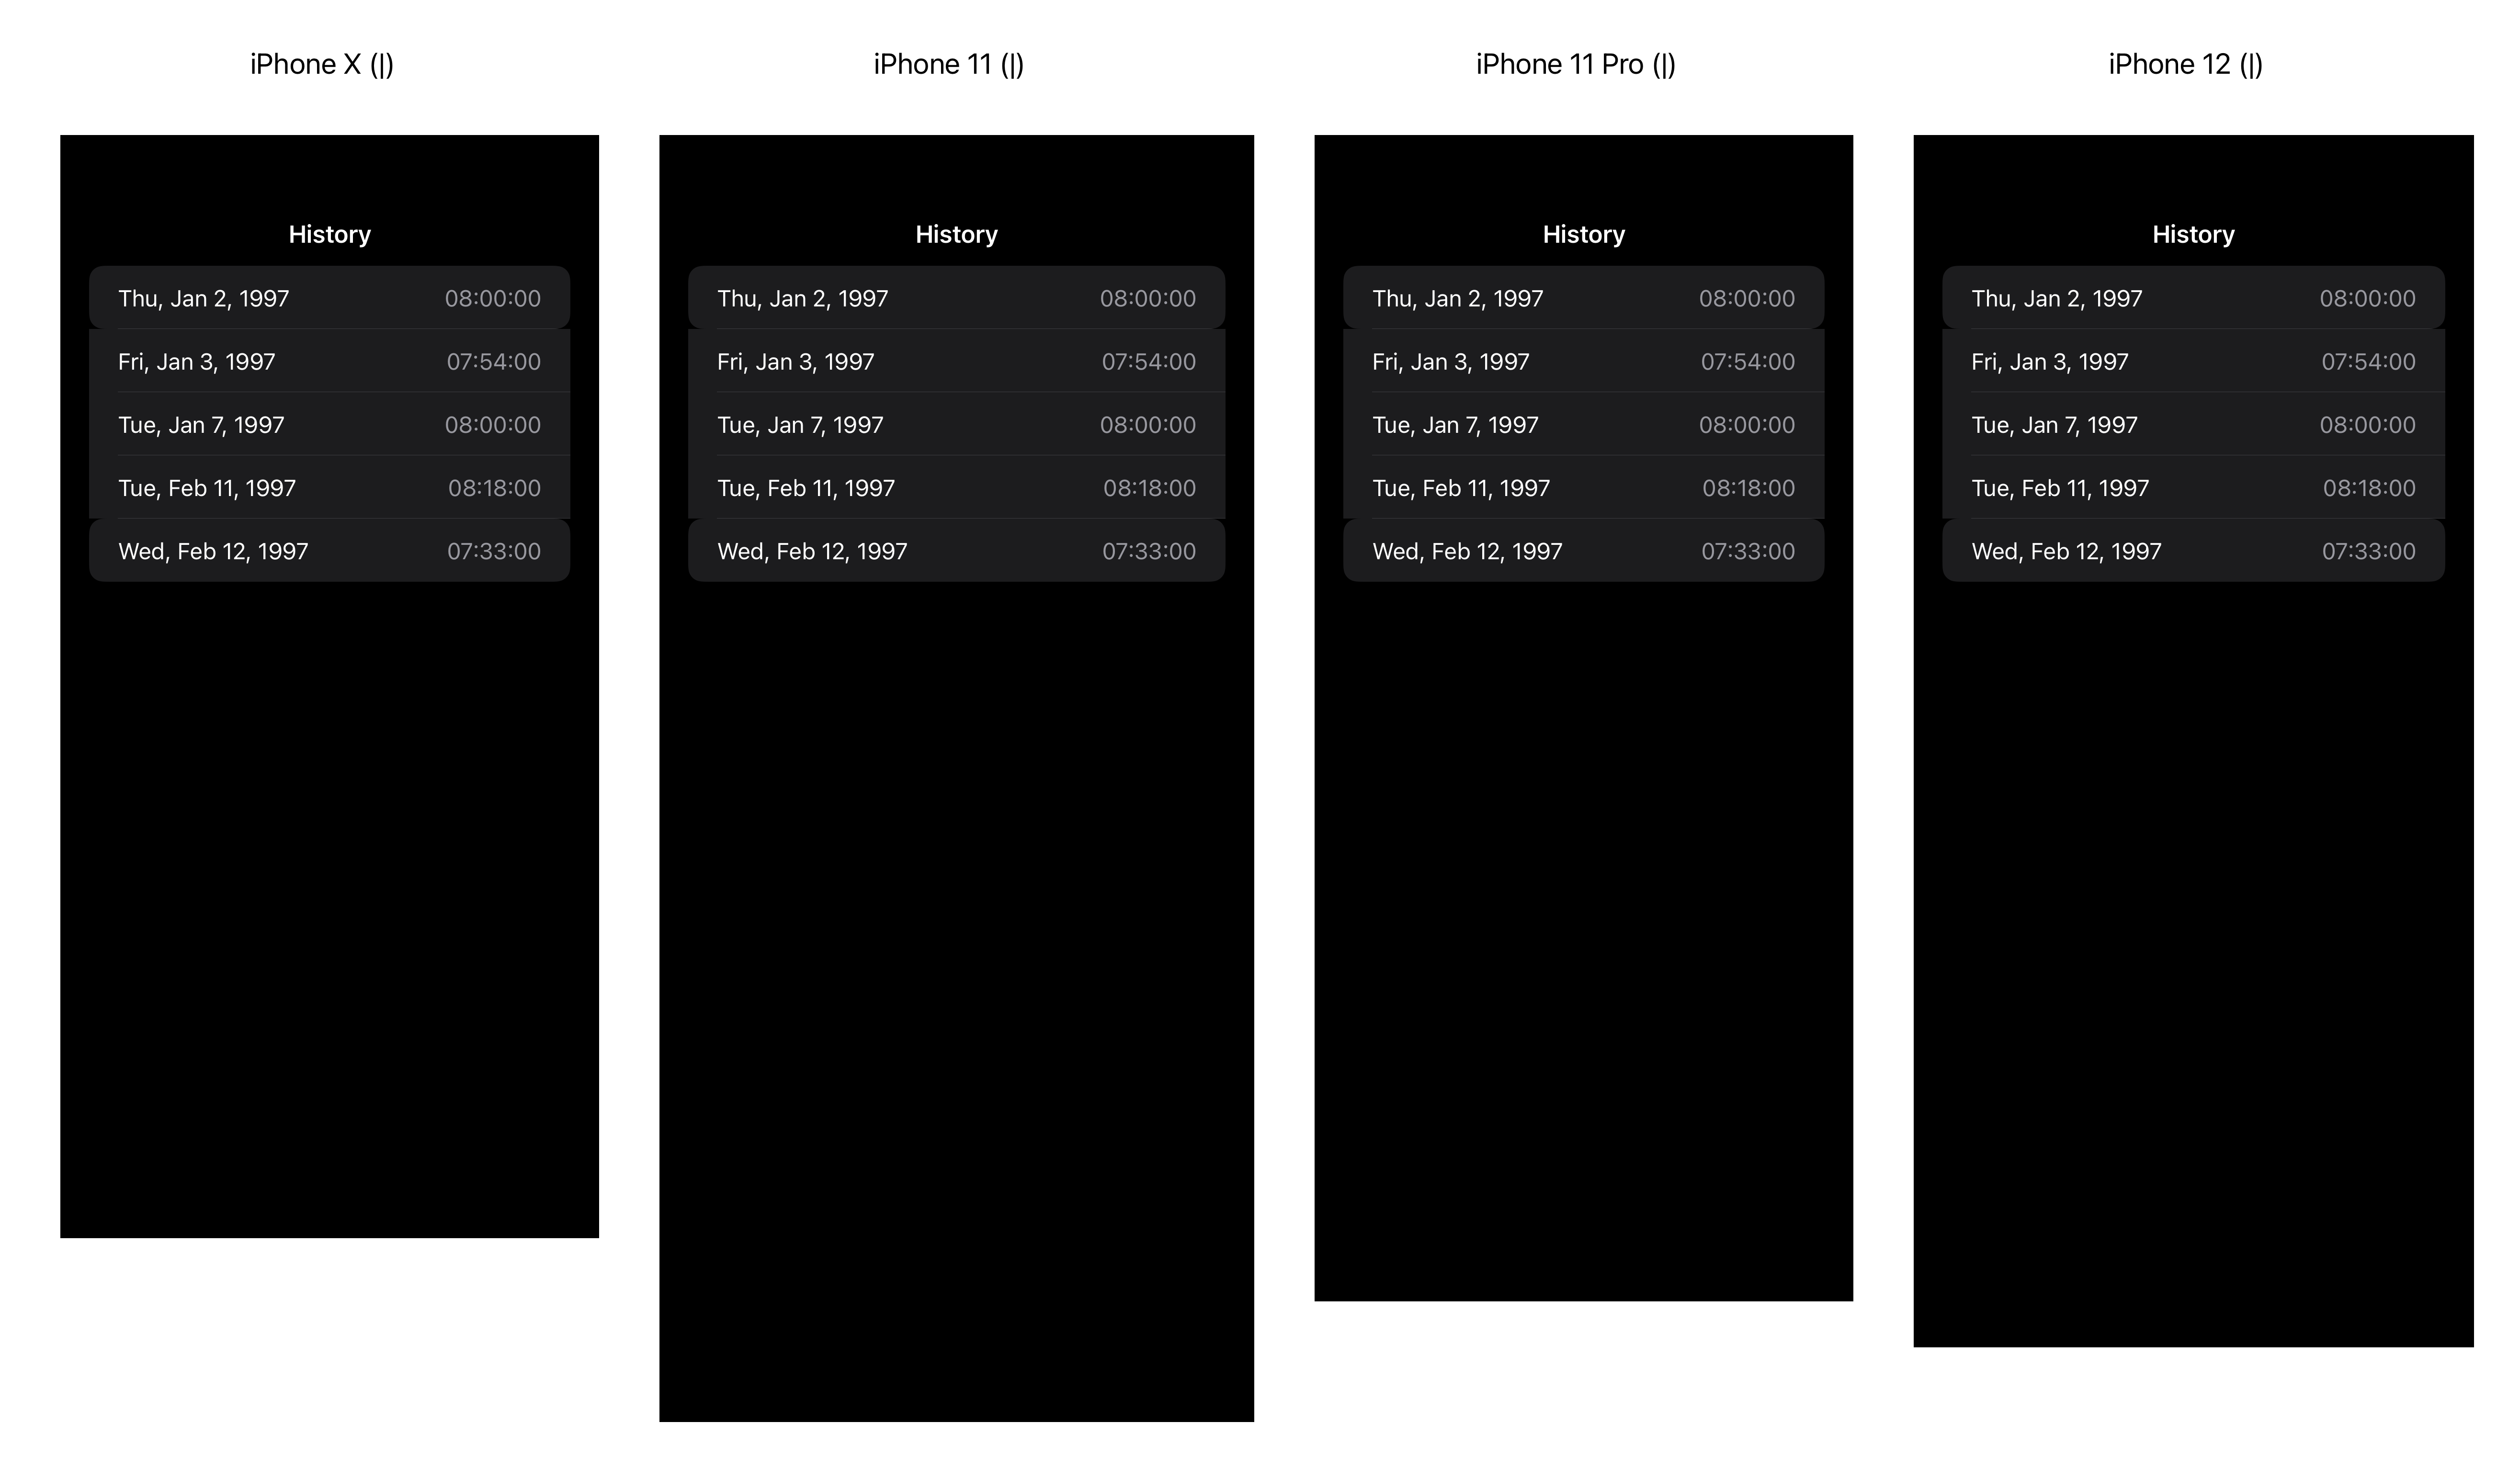 iPhone X (|)
History
Thu, Jan 2, 1997 08:00:00
Fri, Jan 3, 1997 07:54:00
Tue, Jan 7, 1997 08:00:00
Tue, Feb 11, 1997 08:18:00
Wed, Feb 12, 1997 07:33:00
iPhone 11 (|)
History
Thu, Jan 2, 1997 08:00:00
Fri, Jan 3, 1997 07:54:00
Tue, Jan 7, 1997 08:00:00
Tue, Feb 11, 1997 08:18:00
Wed, Feb 12, 1997 07:33:00
iPhone 11 Pro (|)
History
Thu, Jan 2, 1997 08:00:00
Fri, Jan 3, 1997 07:54:00
Tue, Jan 7, 1997 08:00:00
Tue, Feb 11, 1997 08:18:00
Wed, Feb 12, 1997 07:33:00
iPhone 12 (|)
History
Thu, Jan 2, 1997 08:00:00
Fri, Jan 3, 1997 07:54:00
Tue, Jan 7, 1997 08:00:00
Tue, Feb 11, 1997 08:18:00
Wed, Feb 12, 1997 07:33:00